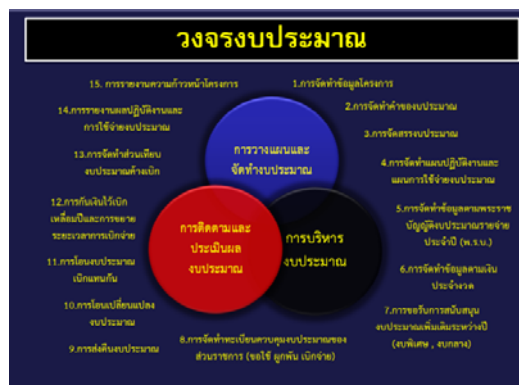 วงจรงบประมาณ
15. การรายงานความก้าวหน้าโครงการ
1.การจัดทำข้อมูลโครงการ
14.การรายงานผลปฏิบัติงานและ
การใช้จ่ายงบประมาณ
2.การจัดทำคำของบประมาณ
3.การจัดสรรงบประมาณ
13.การจัดทำส่วนเทียบ
งบประมาณค้างเบิก
4.การจัดทำแผนปฏิบัติงานและ
แผนการใช้จ่ายงบประมาณ
12.การกันเงินไว้เบิก
เหลื่อมปีและการขยาย
ระยะเวลาการเบิกจ่าย
5.การจัดทำข้อมูลตามพระราช
บัญญัติงบประมาณรายจ่าย
ประจำปี (พ.ร.บ.)
11.การโอนงบประมาณ
เบิกแทนกัน
6.การจัดทำข้อมูลตามเงิน
ประจำงวด
10.การโอนเปลี่ยนแปลง
งบประมาณ
7.การขอรับการสนับสนุน
งบประมาณเพิ่มเติมระหว่างปี
(งบพิเศษ , งบกลาง)
9.การส่งคืนงบประมาณ
8.การจัดทำทะเบียนควบคุมงบประมาณของ
ส่วนราชการ (ขอใช้ ผูกพัน เบิกจ่าย)
การวางแผนและ
จัดทำงบประมาณ
การติดตามและ
ประเมินผล
งบประมาณ
การบริหาร
งบประมาณ